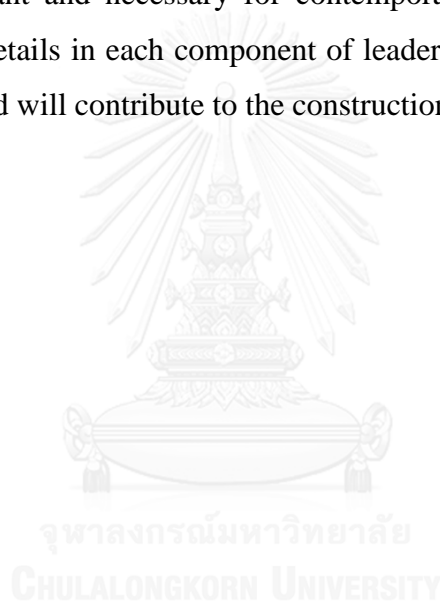 ant and necessary for contempor
etails in each component of leader
d will contribute to the construction
จุฬาลงกรณ์มหาวิทยาลัย
CHULALONGKORN UNIVERSITY